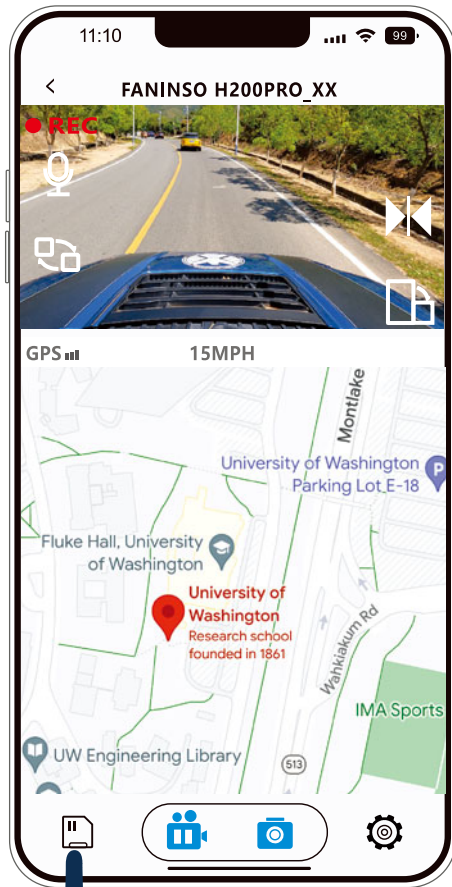 11:10
99
FANINSO H200PRO_XX
REC
GPS
15MPH
Montlake
University of Washington
Parking Lot E-18
P
Fluke Hall, University
of Washington
University of
Washington
Research school
founded in 1861
Wahkiakum Rd
IMA Sports
UW Engineering Library
513